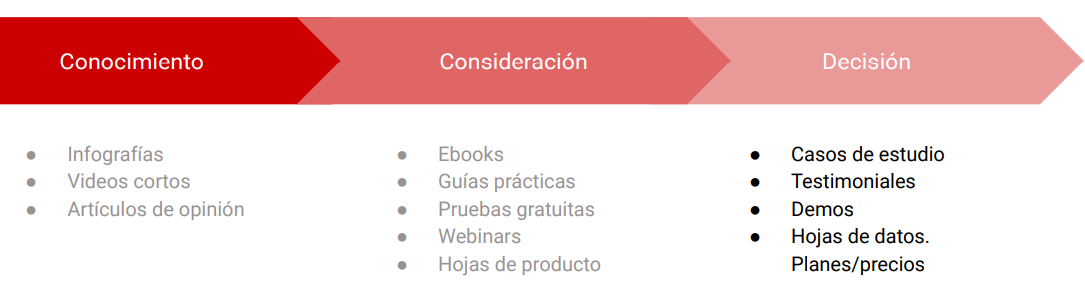 Conocimiento
Consideración
Decisión
● Infografías
● Videos cortos
● Artículos de opinión
● Ebooks
● Guías prácticas
● Pruebas gratuitas
● Webinars
● Hojas de producto
● Casos de estudio
● Testimoniales
● Demos
● Hojas de datos.
Planes/precios